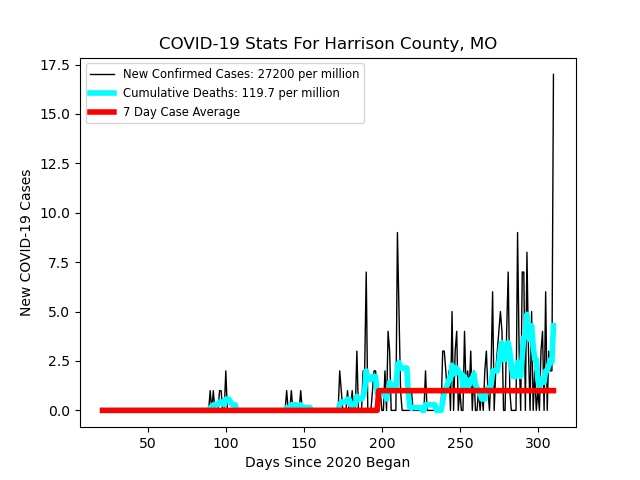 COVID-19 Stats For Harrison County, MO
New Confirmed Cases: 27200 per million
Cumulative Deaths: 119.7 per million
7 Day Case Average
17.5
15.0
12.5
10.0
7.5
5.0
2.5
0.0
New COVID-19 Cases
50 100 150 200 250 300
Days Since 2020 Began